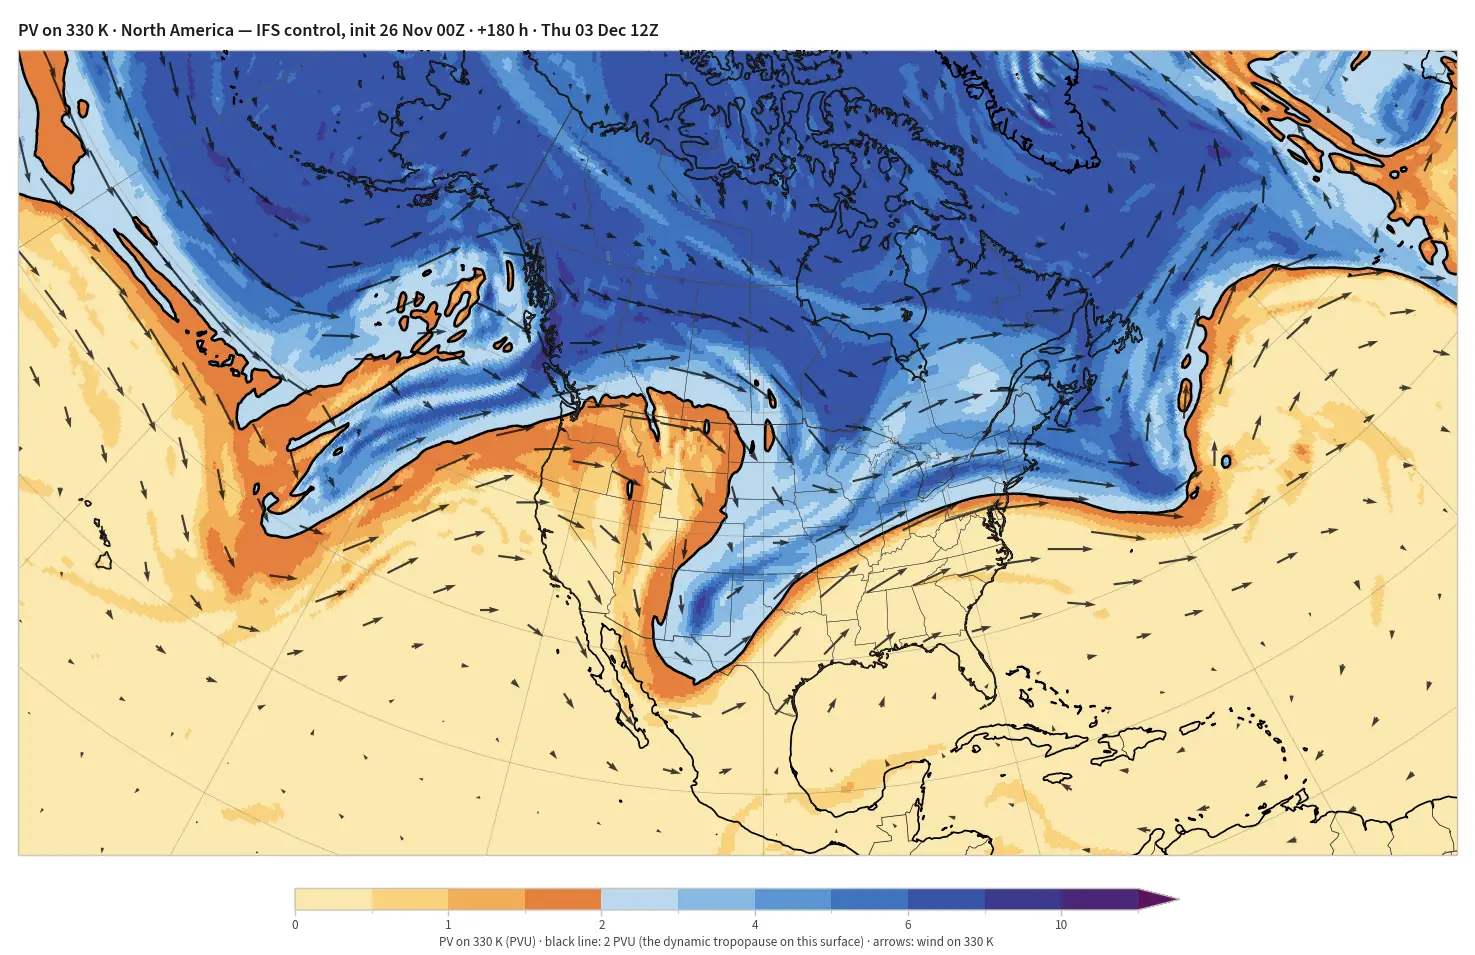 PV on 330 K · North America — IFS control, init 26 Nov 00Z · +180 h · Thu 03 Dec 12Z
0 1 2 4 6 10
PV on 330 K (PVU) · black line: 2 PVU (the dynamic tropopause on this surface) · arrows: wind on 330 K